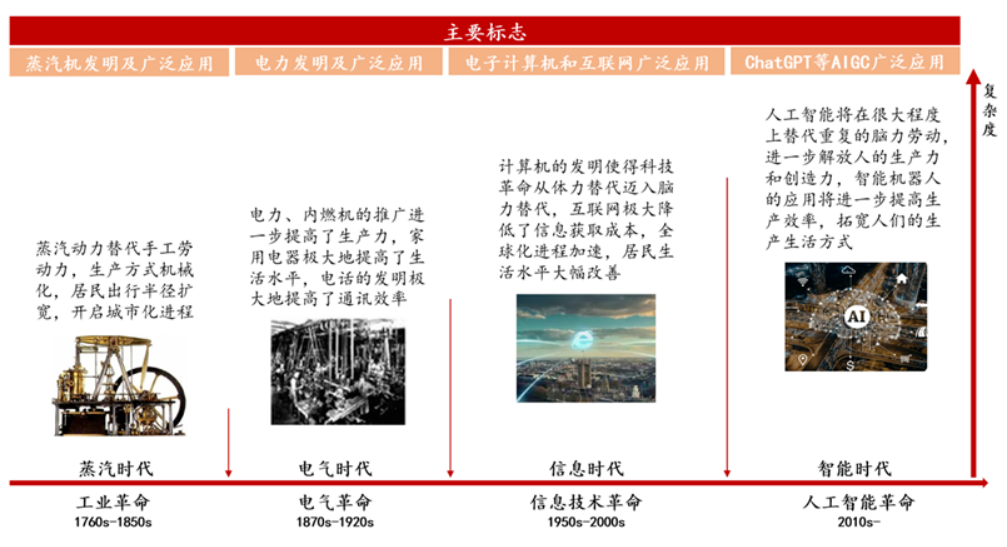 主要标志
蒸汽机发明及广泛应用
电力发明及广泛应用
电子计算机和互联网广泛应用
ChatGPT等AIGC广泛应用
复杂度
蒸汽动力替代手工劳
动力，生产方式机械
化，居民出行半径扩
宽，开启城市化进程
电力、内燃机的推广进
一步提高了生产力，家
用电器极大地提高了生
活水平，电话的发明极
大地提高了通讯效率
计算机的发明使得科技
革命从体力替代迈入脑
力替代，互联网极大降
低了信息获取成本，全
球化进程加速，居民生
活水平大幅改善
人工智能将在很大程度
上替代重复的脑力劳动，
进一步解放人的生产力
和创造力，智能机器人
的应用将进一步提高生
产效率，拓宽人们的生
产生活方式
e
AI
S
蒸汽时代
电气时代
信息时代
智能时代
工业革命
1760s-1850s
电气革命
1870s-1920s
信息技术革命
1950s-2000s
人工智能革命
2010s-